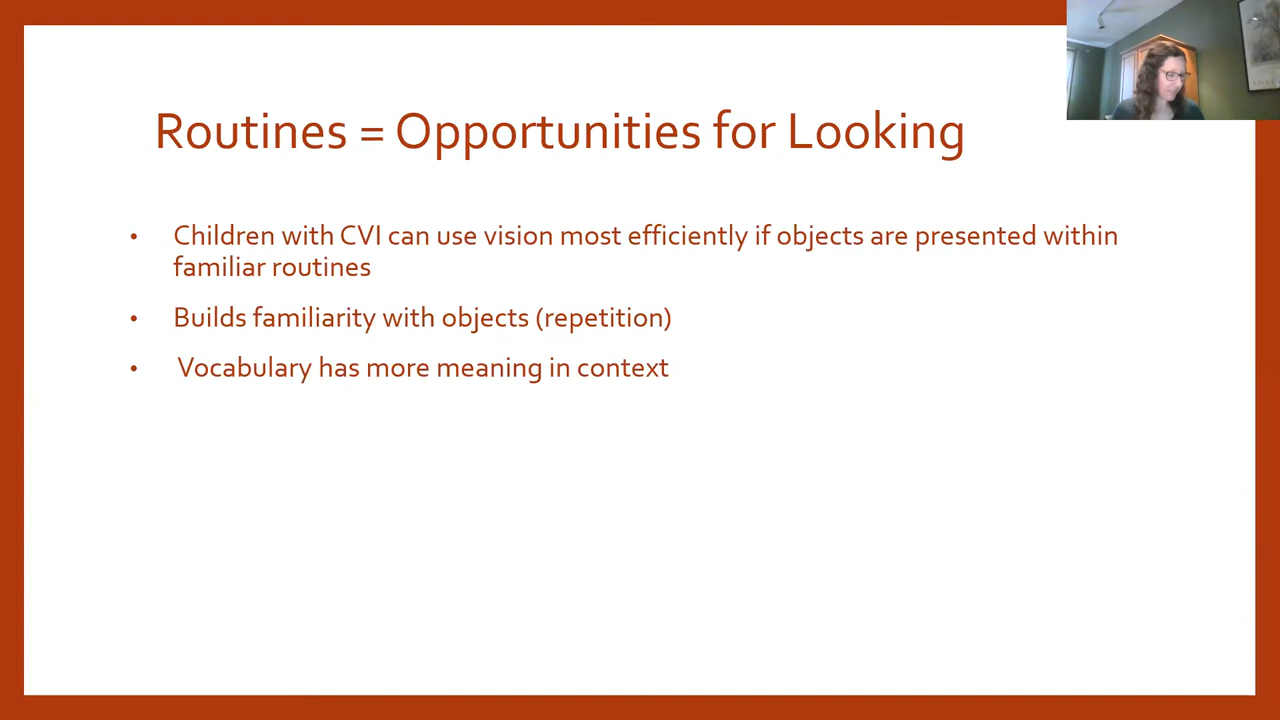 Routines = Opportunities for Looking
• Children with CVI can use vision most efficiently if objects are presented within
familiar routines
• Builds familiarity with objects (repetition)
• Vocabulary has more meaning in context